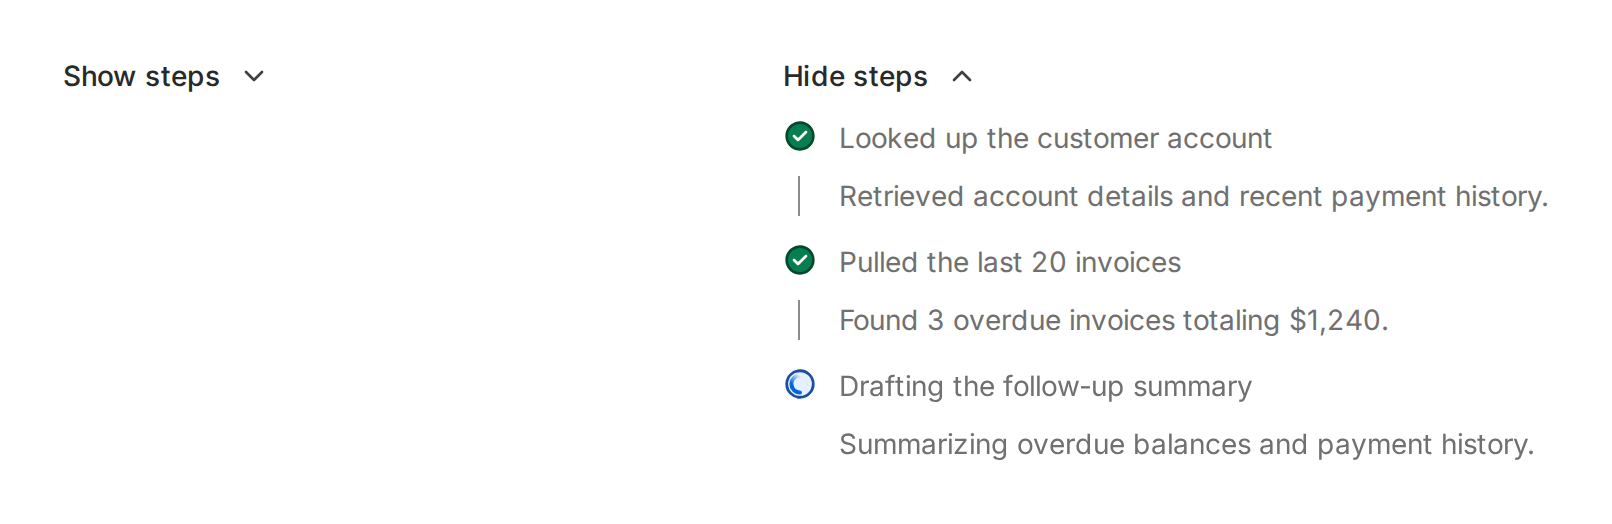 Show steps
Hide steps
Looked up the customer account
Retrieved account details and recent payment history.
Pulled the last 20 invoices
Found 3 overdue invoices totaling $1,240.
Drafting the follow-up summary
Summarizing overdue balances and payment history.